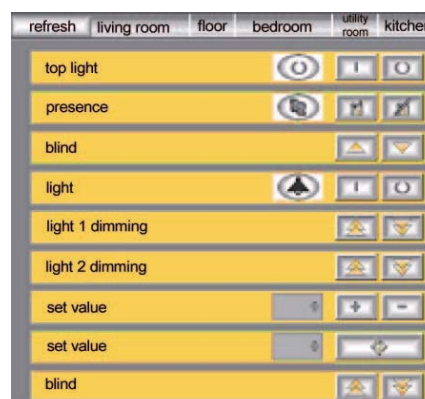 refresh living room floor bedroom utility room kitche
top light
presence
blind
light
light 1 dimming
light 2 dimming
set value
set value
blind